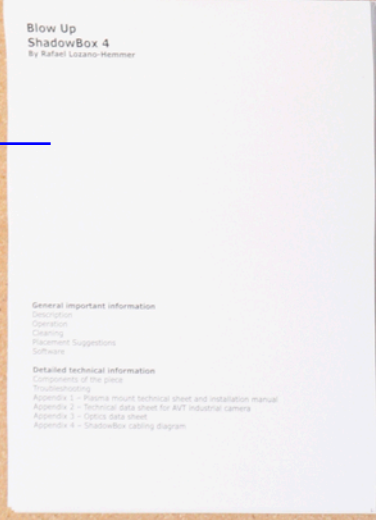 Blow Up
ShadowBox 4
By Rafael Lozano-Hemmer
General important information
Description
Operation
Cleaning
Placement Suggestions
Software
Detailed technical information
Components of the piece
Troubleshooting
Appendix 1 – Plasma mount technical sheet and installation manual
Appendix 2 – Technical data sheet for AVT industrial camera
Appendix 3 – Optics data sheet
Appendix 4 – ShadowBox cabling diagram